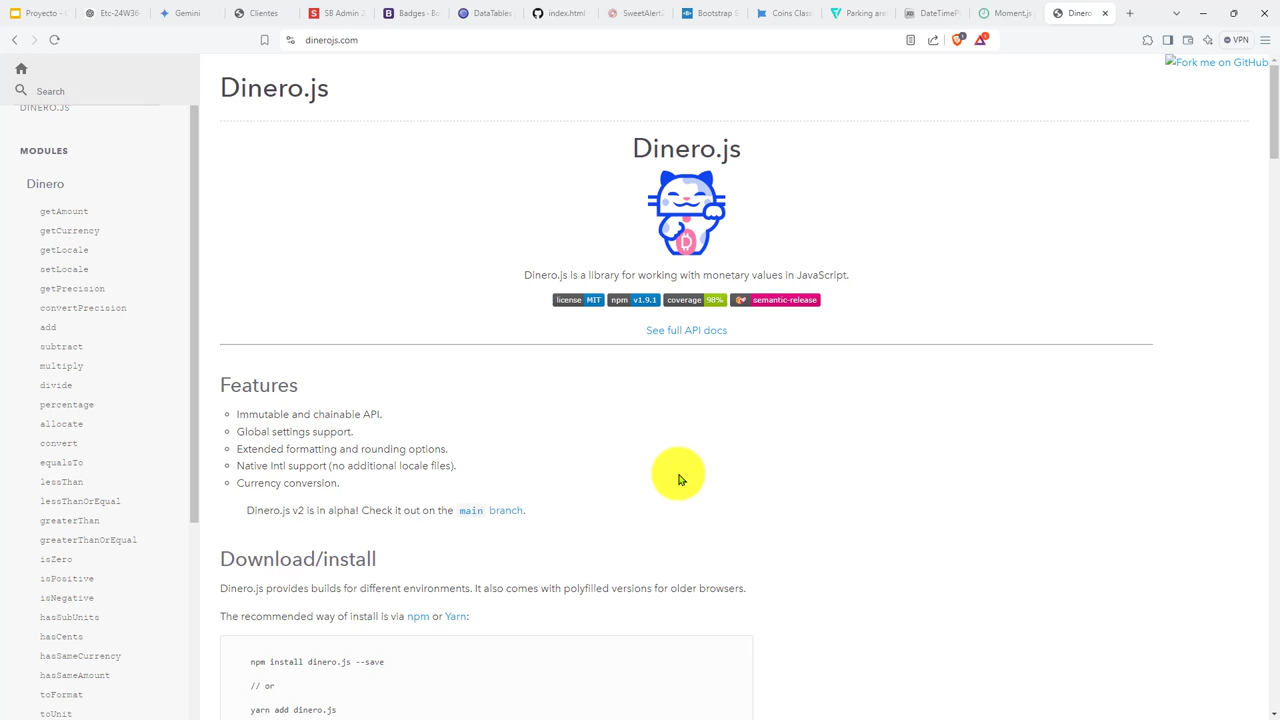 Proyecto -
Etc-24W36
Gemini
Clientes
SB Admin 2
Badges - Bo
DataTables
index.html
SweetAlert2
Bootstrap S
Coins Class
Parking are
DateTimePi
Moment.js
Dinero
dinerojs.com
VPN
Search
DINERO.JS
MODULES
Dinero
getAmount
getCurrency
getLocale
setLocale
getPrecision
convertPrecision
add
subtract
multiply
divide
percentage
allocate
convert
equalsTo
lessThan
lessThanOrEqual
greaterThan
greaterThanOrEqual
isZero
isPositive
isNegative
hasSubUnits
hasCents
hasSameCurrency
hasSameAmount
toFormat
toUnit
Dinero.js
Fork me on GitHub
Dinero.js
D
Dinero.js is a library for working with monetary values in JavaScript.
license MIT npm v1.9.1 coverage 98% semantic-release
See full API docs
Features
Immutable and chainable API.
Global settings support.
Extended formatting and rounding options.
Native Intl support (no additional locale files).
Currency conversion.
Dinero.js v2 is in alpha! Check it out on the main branch.
Download/install
Dinero.js provides builds for different environments. It also comes with polyfilled versions for older browsers.
The recommended way of install is via npm or Yarn:
npm install dinero.js --save
// or
yarn add dinero.js